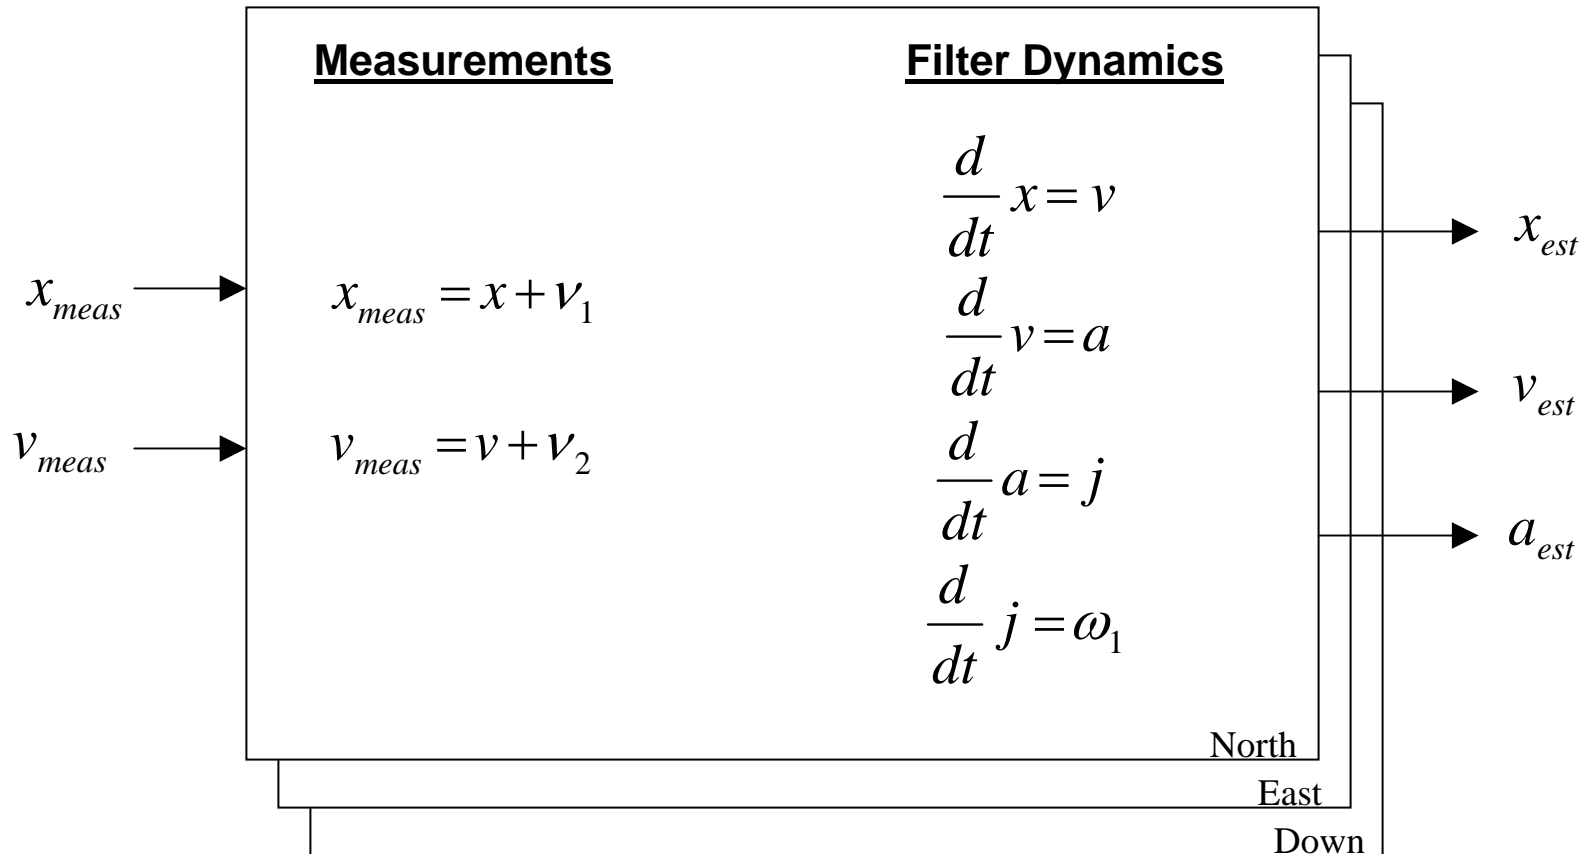 Measurements
Filter Dynamics
d/dt x = v
x_est
x_meas
x_meas = x + ν_1
d/dt v = a
v_est
v_meas
v_meas = v + ν_2
d/dt a = j
a_est
d/dt j = ω_1
North
East
Down